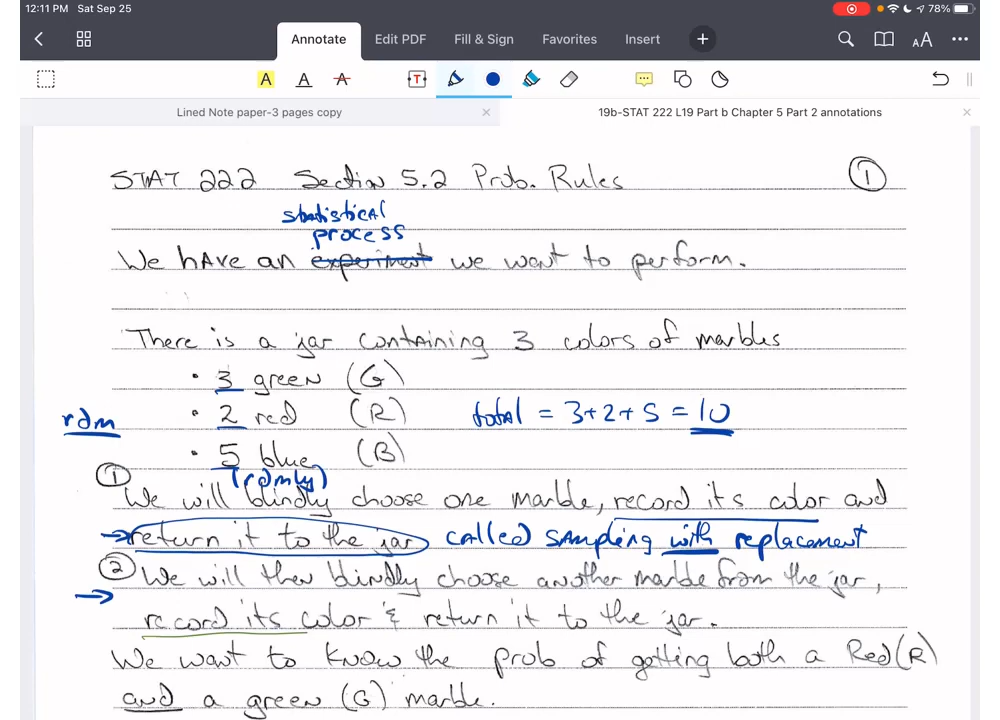 12:11 PM Sat Sep 25
78%
Annotate Edit PDF Fill & Sign Favorites Insert
AA
A A A T
Lined Note paper-3 pages copy
19b-STAT 222 L19 Part b Chapter 5 Part 2 annotations
STAT 222 Section 5.2 Prob. Rules 1
statistical
process
We have an experiment we want to perform.
There is a jar containing 3 colors of marbles
• 3 green (G)
rdm • 2 red (R) total = 3+2+5 = 10
• 5 blue (B)
(rdmly)
① We will blindly choose one marble, record its color and
→ return it to the jar called sampling with replacement
② We will then blindly choose another marble from the jar,
→ record its color & return it to the jar.
We want to know the prob of getting both a Red (R)
and a green (G) marble.